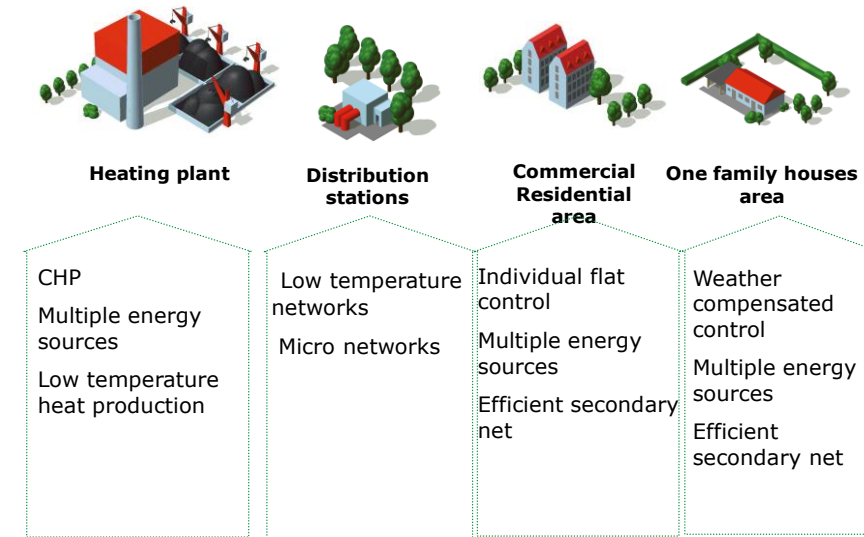 Heating plant
Distribution
stations
Commercial
Residential
area
One family houses
area
CHP
Multiple energy
sources
Low temperature
heat production
Low temperature
networks
Micro networks
Individual flat
control
Multiple energy
sources
Efficient secondary
net
Weather
compensated
control
Multiple energy
sources
Efficient
secondary net